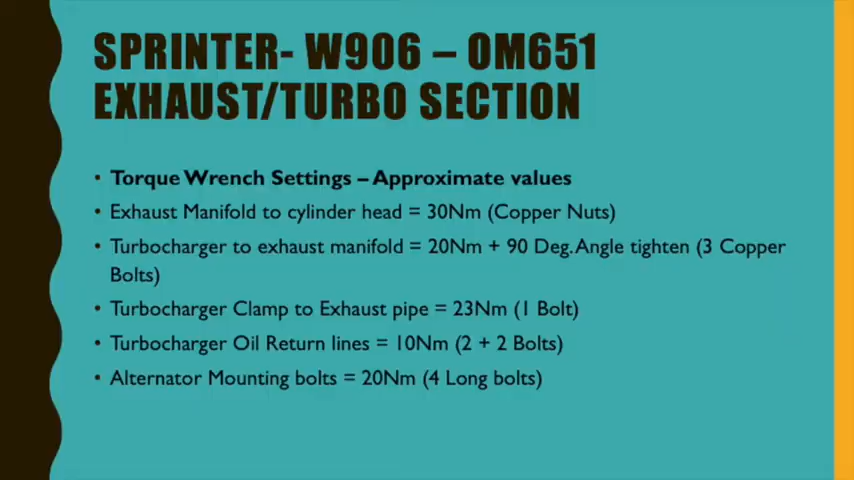 SPRINTER- W906 – OM651
EXHAUST/TURBO SECTION
• Torque Wrench Settings – Approximate values
• Exhaust Manifold to cylinder head = 30Nm (Copper Nuts)
• Turbocharger to exhaust manifold = 20Nm + 90 Deg. Angle tighten (3 Copper
Bolts)
• Turbocharger Clamp to Exhaust pipe = 23Nm (1 Bolt)
• Turbocharger Oil Return lines = 10Nm (2 + 2 Bolts)
• Alternator Mounting bolts = 20Nm (4 Long bolts)